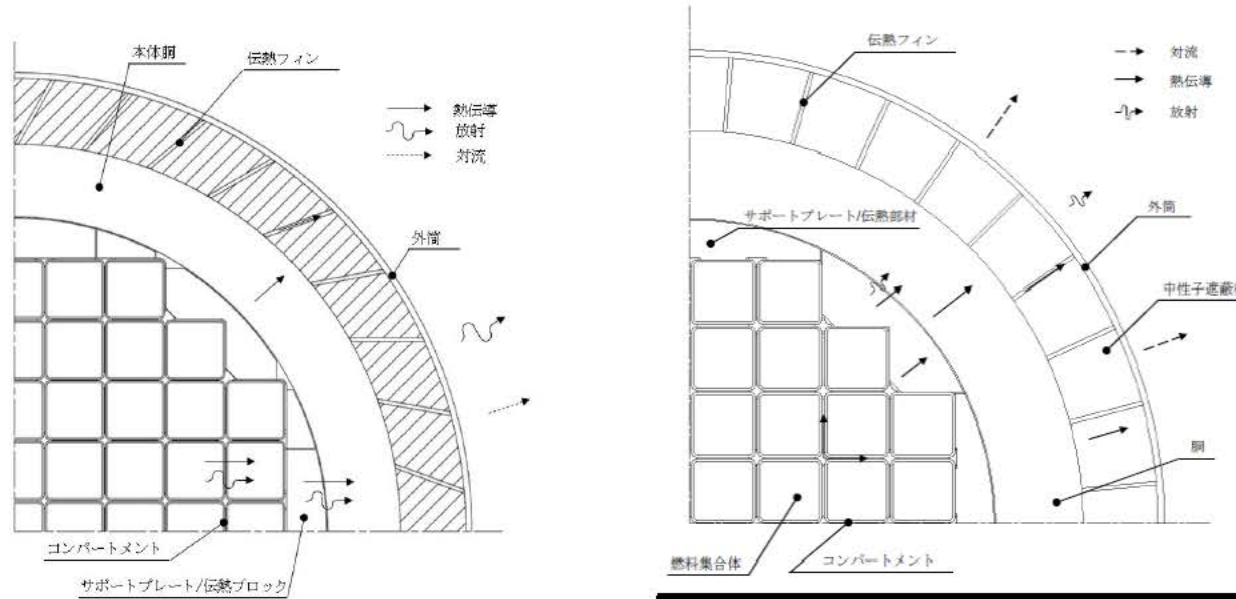 本体胴
伝熱フィン
熱伝導
放射
対流
外筒
コンパートメント
サポートプレート/伝熱ブロック
伝熱フィン
対流
熱伝導
放射
サポートプレート/伝熱部材
外筒
中性子遮蔽
胴
燃料集合体
コンパートメント